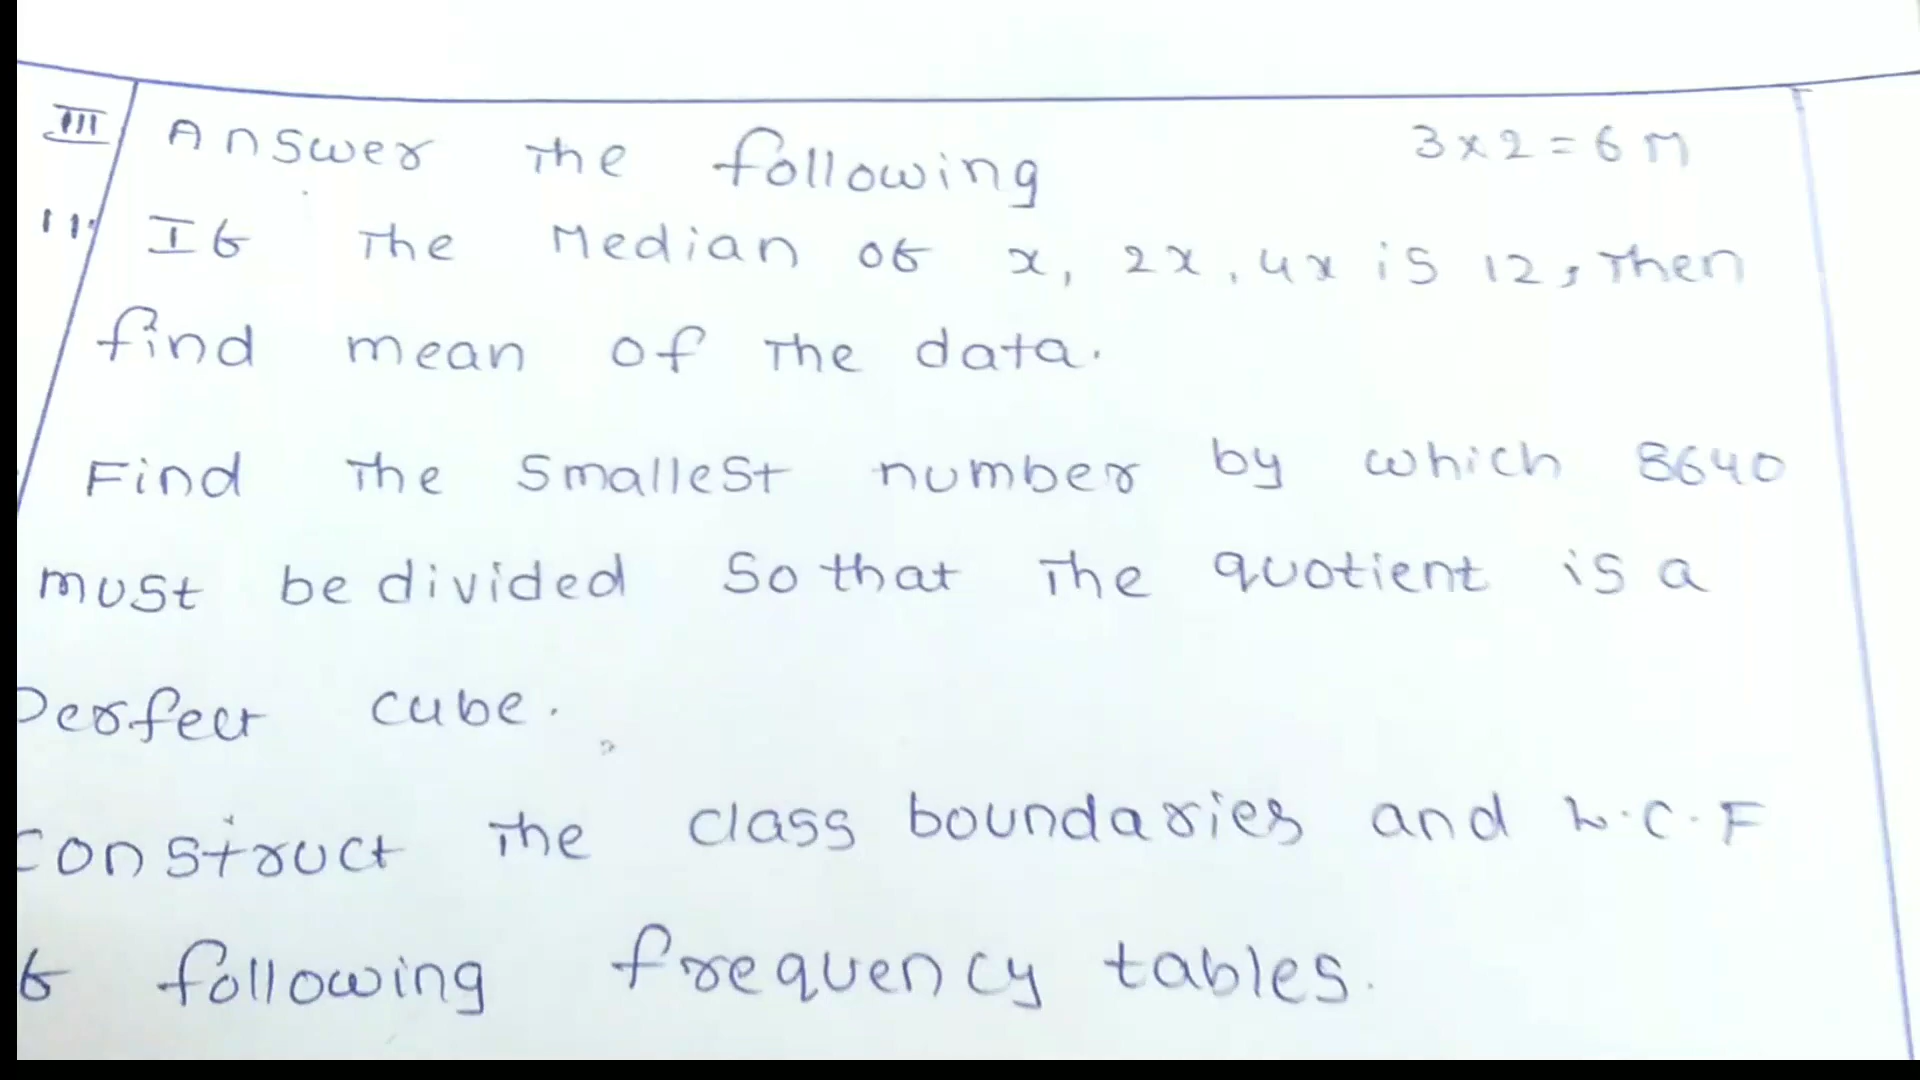 III Answer The following 3x2=6M
11. If The Median of x, 2x, 4x is 12, Then
find mean of The data.
Find The Smallest number by which 8640
must be divided So that The quotient is a
Perfect cube.
construct The class boundaries and L.C.F
of following frequency tables.